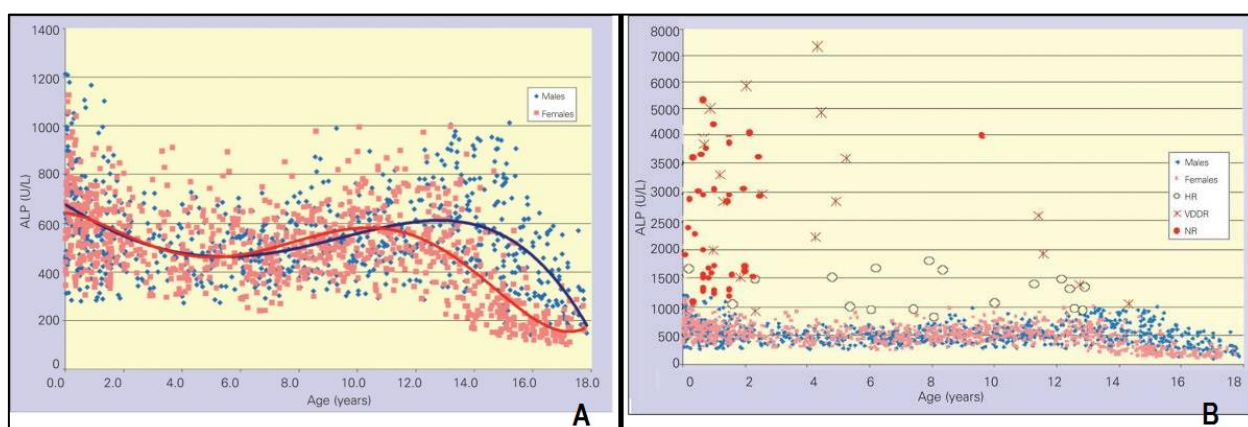 1400
1200
1000
800
600
400
200
0
ALP (U/L)
Males
Females
0.0 2.0 4.0 6.0 8.0 10.0 12.0 14.0 16.0 18.0
Age (years)
A
8000
7000
6000
5000
4000
3500
3000
2500
2000
1500
1000
500
0
ALP (U/L)
Males
Females
HR
VDDR
NR
0 2 4 6 8 10 12 14 16 18
Age (years)
B